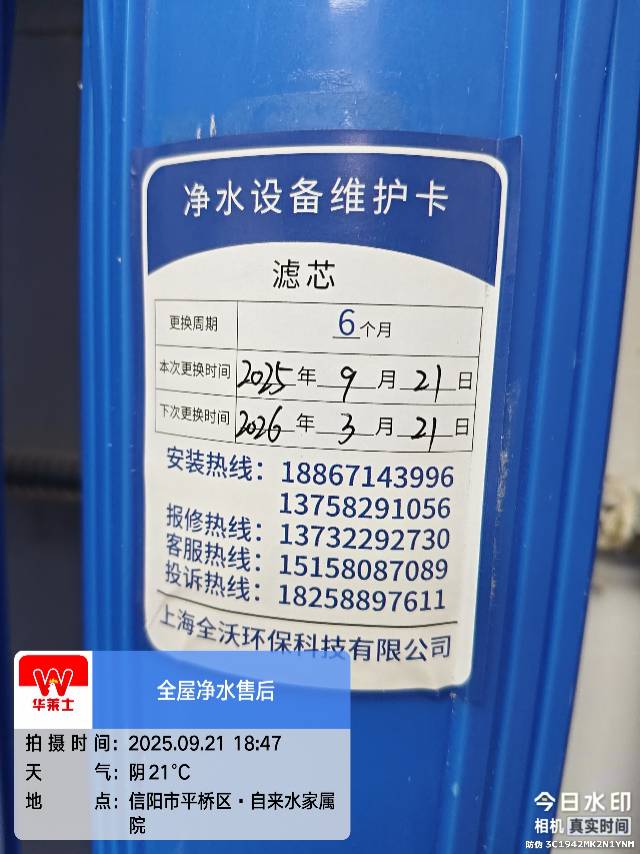 净水设备维护卡
滤芯
更换周期 6个月
本次更换时间 2025年9月21日
下次更换时间 2026年3月21日
安装热线：18867143996
13758291056
报修热线：13732292730
客服热线：15158087089
投诉热线：18258897611
上海全沃环保科技有限公司
华莱士
全屋净水售后
拍摄时间：2025.09.21 18:47
天气：阴21℃
地点：信阳市平桥区·自来水家属
院
今日水印
相机 真实时间
防伪 3C1942MK2N1YNM